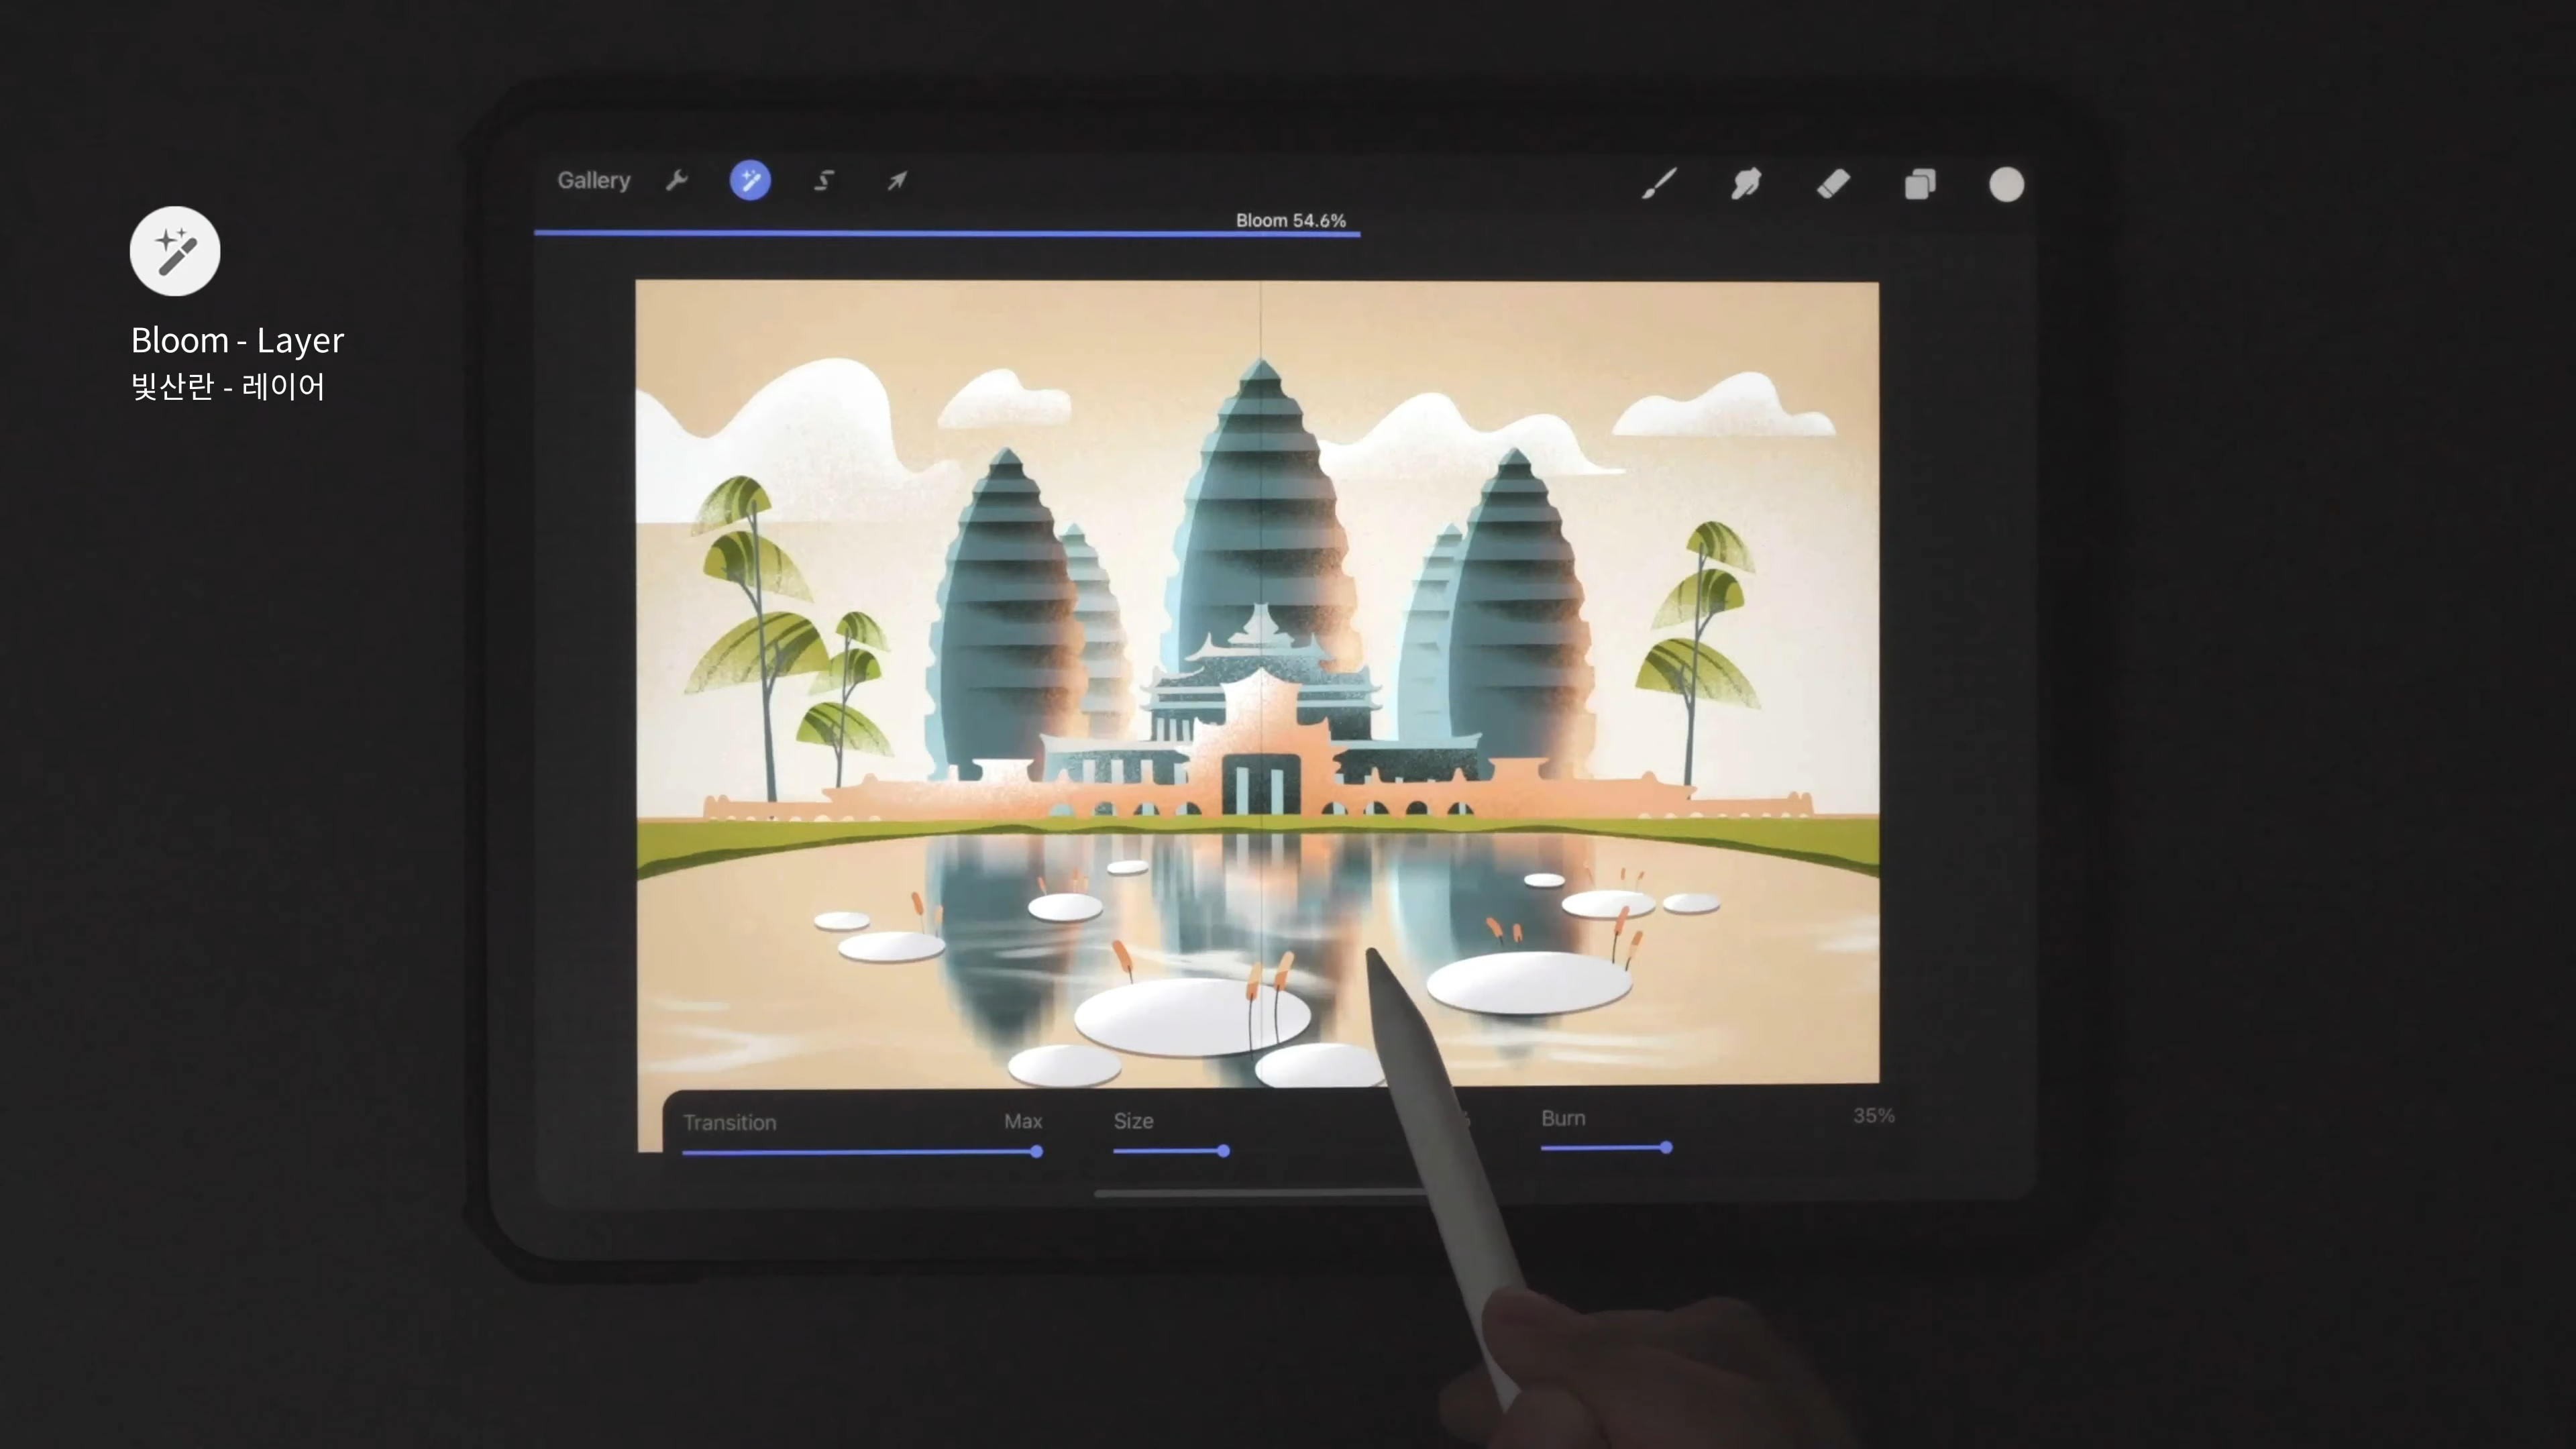 Gallery
Bloom 54.6%
Bloom - Layer
빛산란 - 레이어
Transition Max
Size
Burn 35%